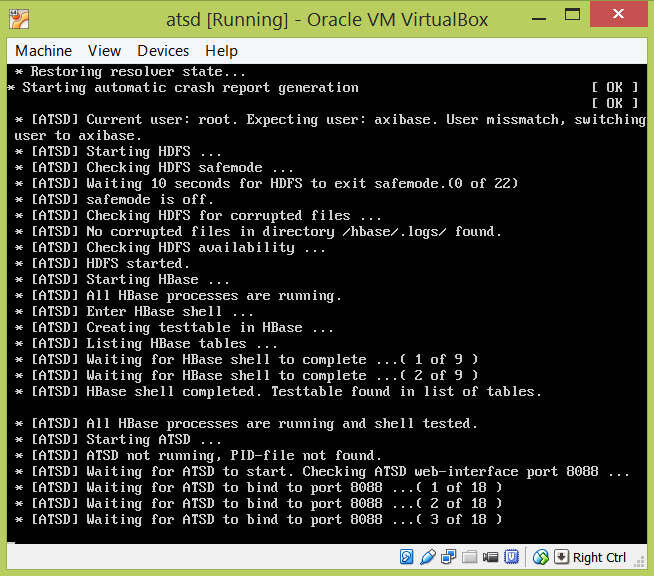 atsd [Running] - Oracle VM VirtualBox
Machine View Devices Help
* Restoring resolver state...
* Starting automatic crash report generation [ OK ]
[ OK ]
* [ATSD] Current user: root. Expecting user: axibase. User missmatch, switching
user to axibase.
* [ATSD] Starting HDFS ...
* [ATSD] Checking HDFS safemode ...
* [ATSD] Waiting 10 seconds for HDFS to exit safemode.(0 of 22)
* [ATSD] safemode is off.
* [ATSD] Checking HDFS for corrupted files ...
* [ATSD] No corrupted files in directory /hbase/.logs/ found.
* [ATSD] Checking HDFS availability ...
* [ATSD] HDFS started.
* [ATSD] Starting HBase ...
* [ATSD] All HBase processes are running.
* [ATSD] Enter HBase shell ...
* [ATSD] Creating testtable in HBase ...
* [ATSD] Listing HBase tables ...
* [ATSD] Waiting for HBase shell to complete ...( 1 of 9 )
* [ATSD] Waiting for HBase shell to complete ...( 2 of 9 )
* [ATSD] HBase shell completed. Testtable found in list of tables.
* [ATSD] All HBase processes are running and shell tested.
* [ATSD] Starting ATSD ...
* [ATSD] ATSD not running, PID-file not found.
* [ATSD] Waiting for ATSD to start. Checking ATSD web-interface port 8088 ...
* [ATSD] Waiting for ATSD to bind to port 8088 ...( 1 of 18 )
* [ATSD] Waiting for ATSD to bind to port 8088 ...( 2 of 18 )
* [ATSD] Waiting for ATSD to bind to port 8088 ...( 3 of 18 )
Right Ctrl